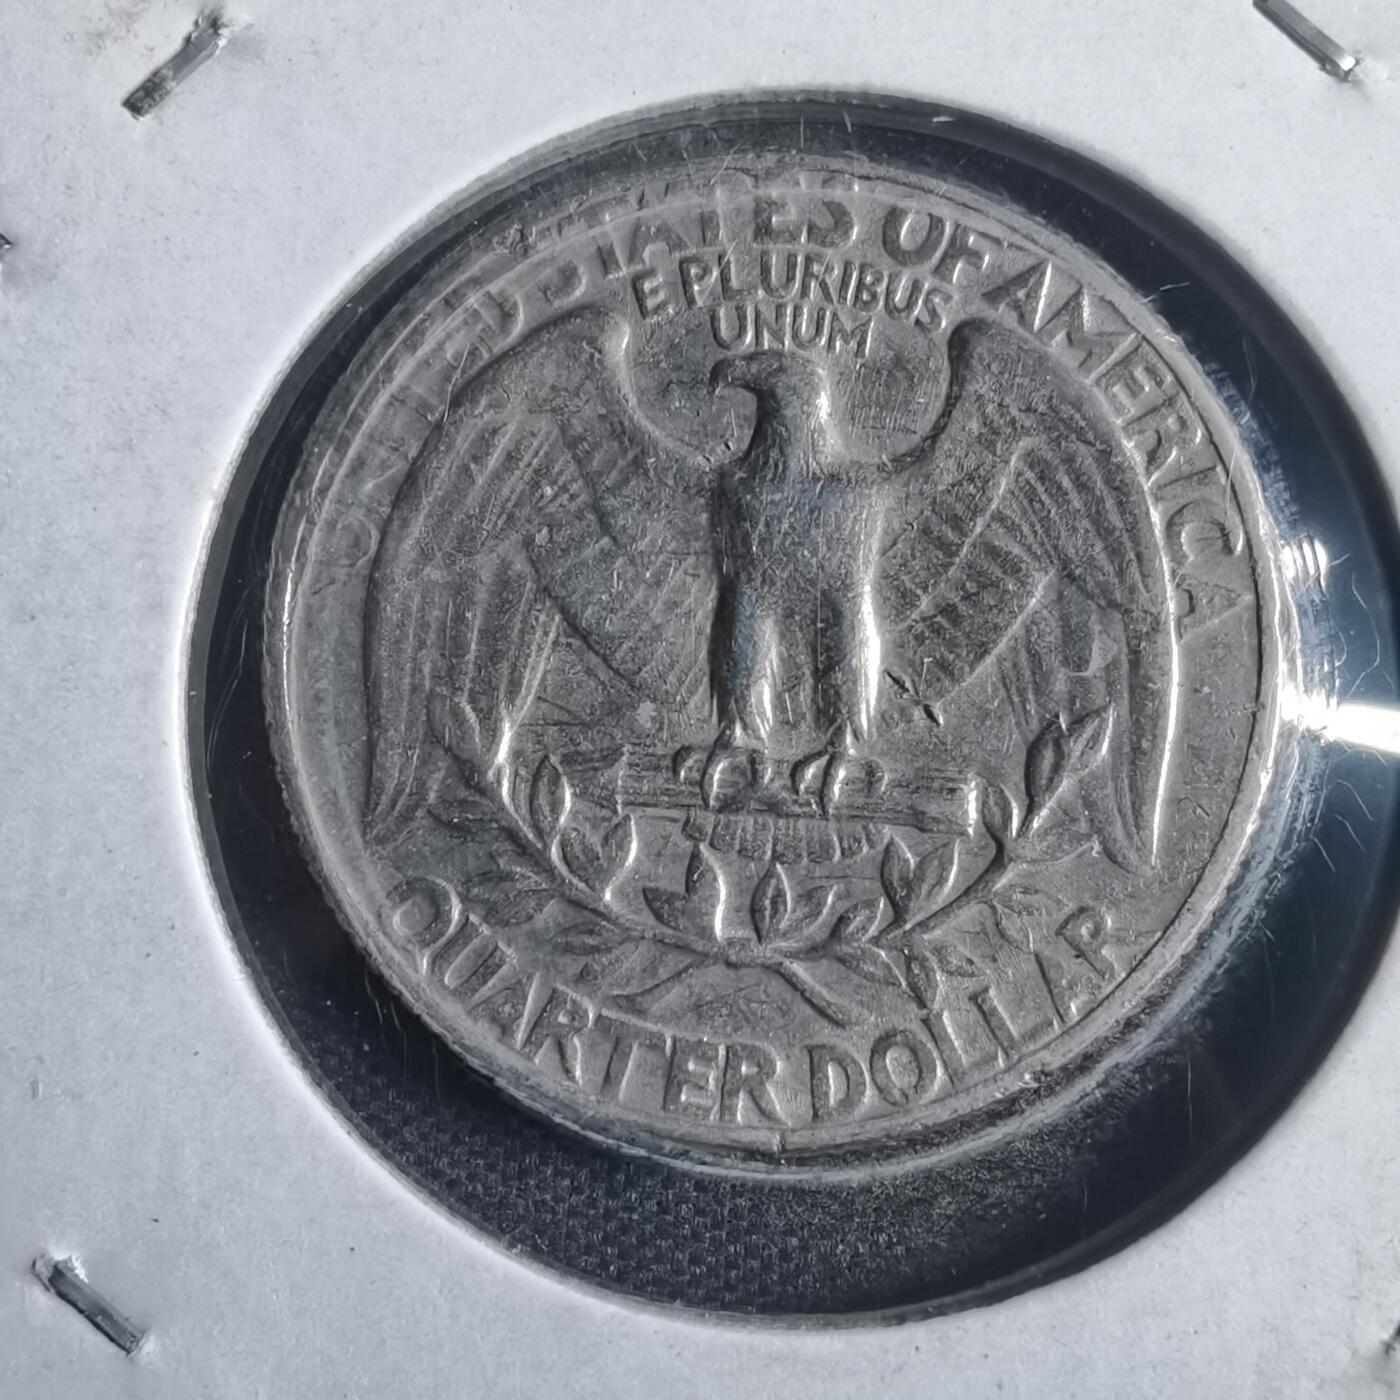 UNITED STATES OF AMERICA
E PLURIBUS
UNUM
QUARTER DOLLAR